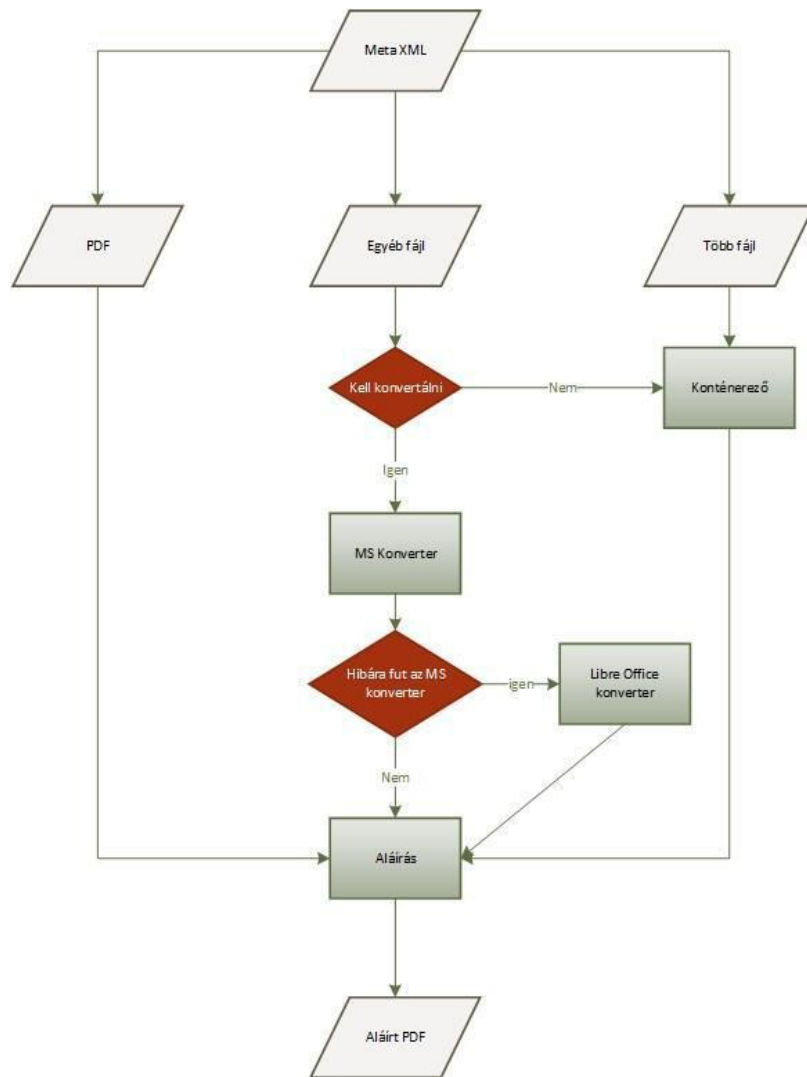 Meta XML
PDF
Egyéb fájl
Több fájl
Kell konvertálni
Nem
Konténerező
Igen
MS Konverter
Hibára fut az MS
konverter
igen
Libre Office
konverter
Nem
Aláírás
Aláírt PDF